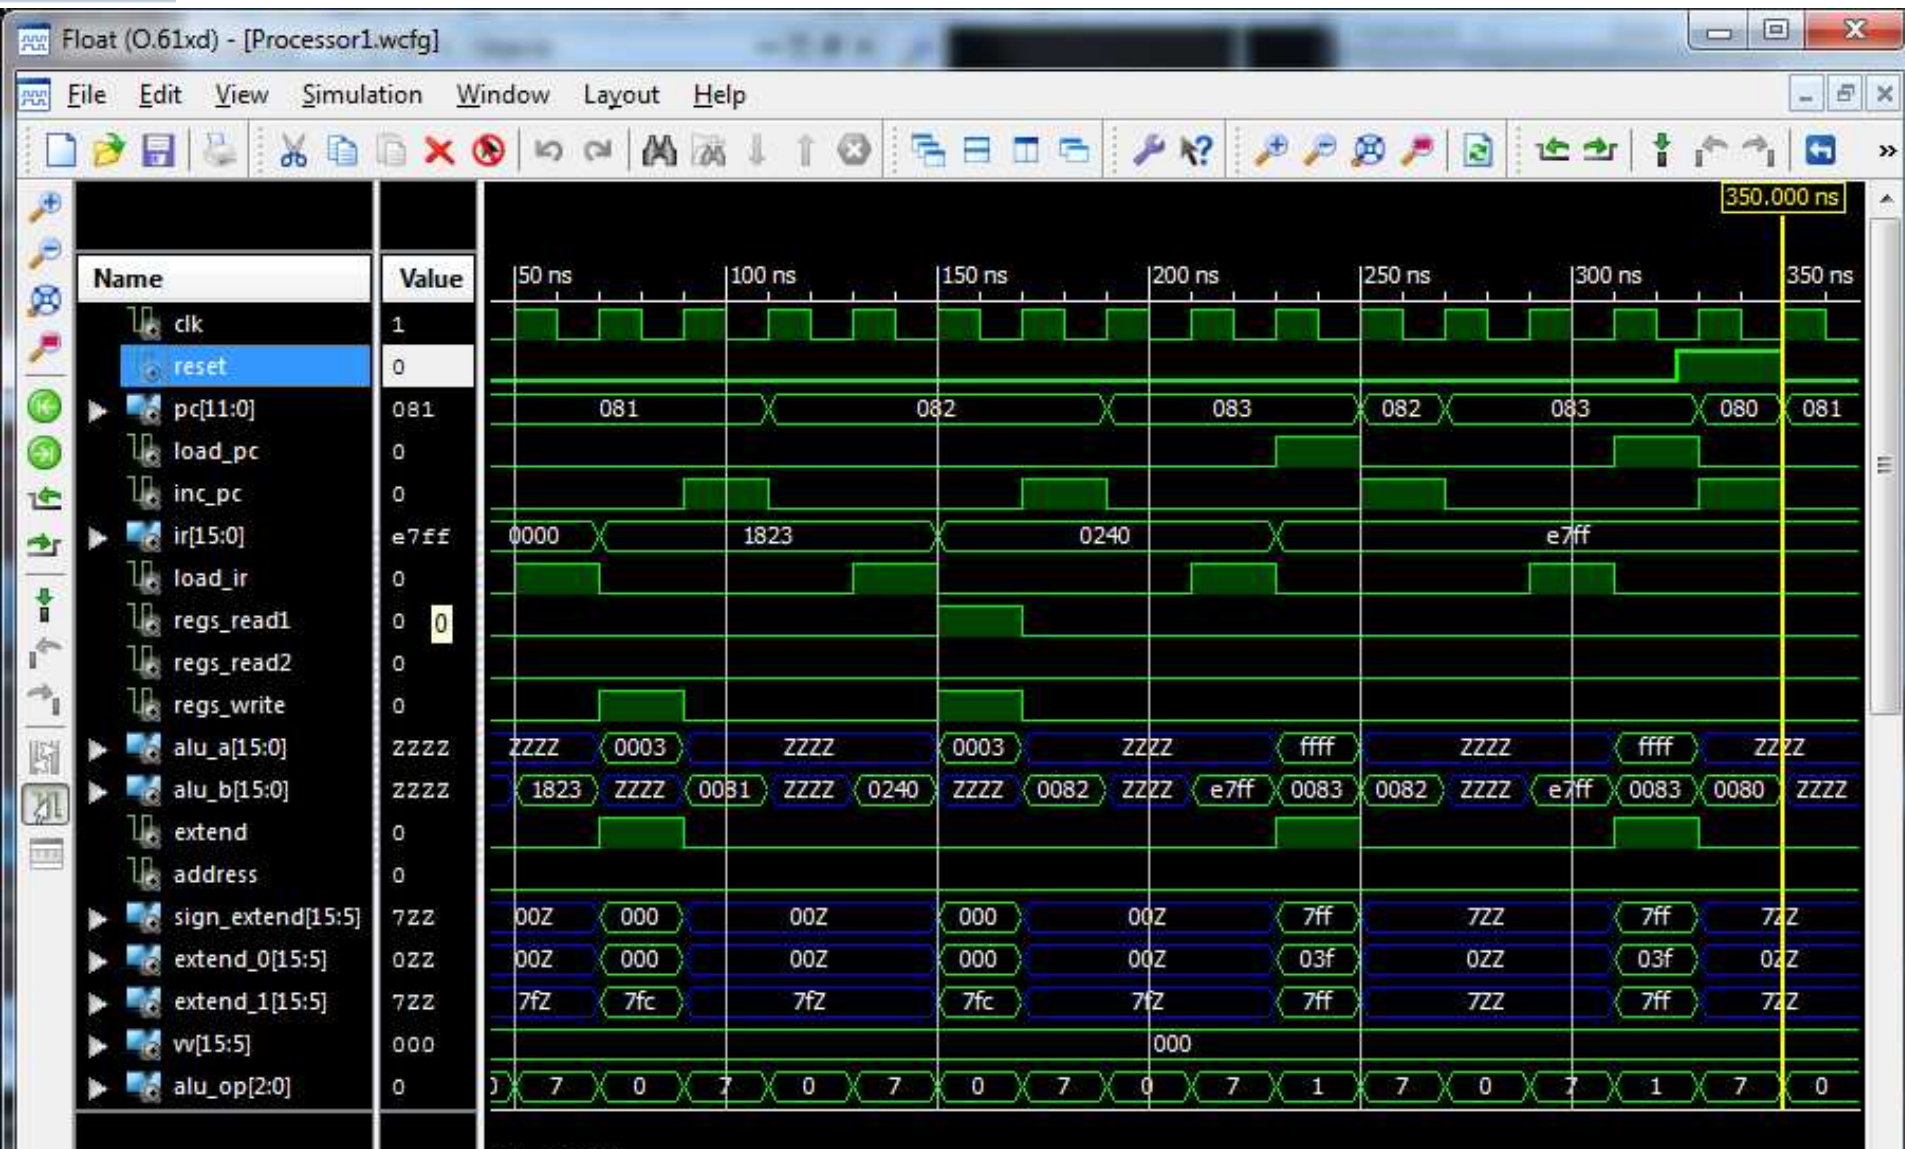 Float (O.61xd) - [Processor1.wcfg]
File Edit View Simulation Window Layout Help
»
350.000 ns
Name Value 50 ns 100 ns 150 ns 200 ns 250 ns 300 ns 350 ns
clk 1
reset 0
pc[11:0] 081 081 082 083 082 083 080 081
load_pc 0
inc_pc 0
ir[15:0] e7ff 0000 1823 0240 e7ff
load_ir 0
regs_read1 0 0
regs_read2 0
regs_write 0
alu_a[15:0] ZZZZ ZZZZ 0003 ZZZZ 0003 ZZZZ ffff ZZZZ ffff ZZZZ
alu_b[15:0] ZZZZ 1823 ZZZZ 0081 ZZZZ 0240 ZZZZ 0082 ZZZZ e7ff 0083 0082 ZZZZ e7ff 0083 0080 ZZZZ
extend 0
address 0
sign_extend[15:5] 7ZZ 00Z 000 00Z 000 00Z 7ff 7ZZ 7ff 7ZZ
extend_0[15:5] 0ZZ 00Z 000 00Z 000 00Z 03f 0ZZ 03f 0ZZ
extend_1[15:5] 7ZZ 7fZ 7fc 7fZ 7fc 7fZ 7ff 7ZZ 7ff 7ZZ
vv[15:5] 000 000
alu_op[2:0] 0 0 7 0 7 0 7 0 7 0 7 1 7 0 7 1 7 0